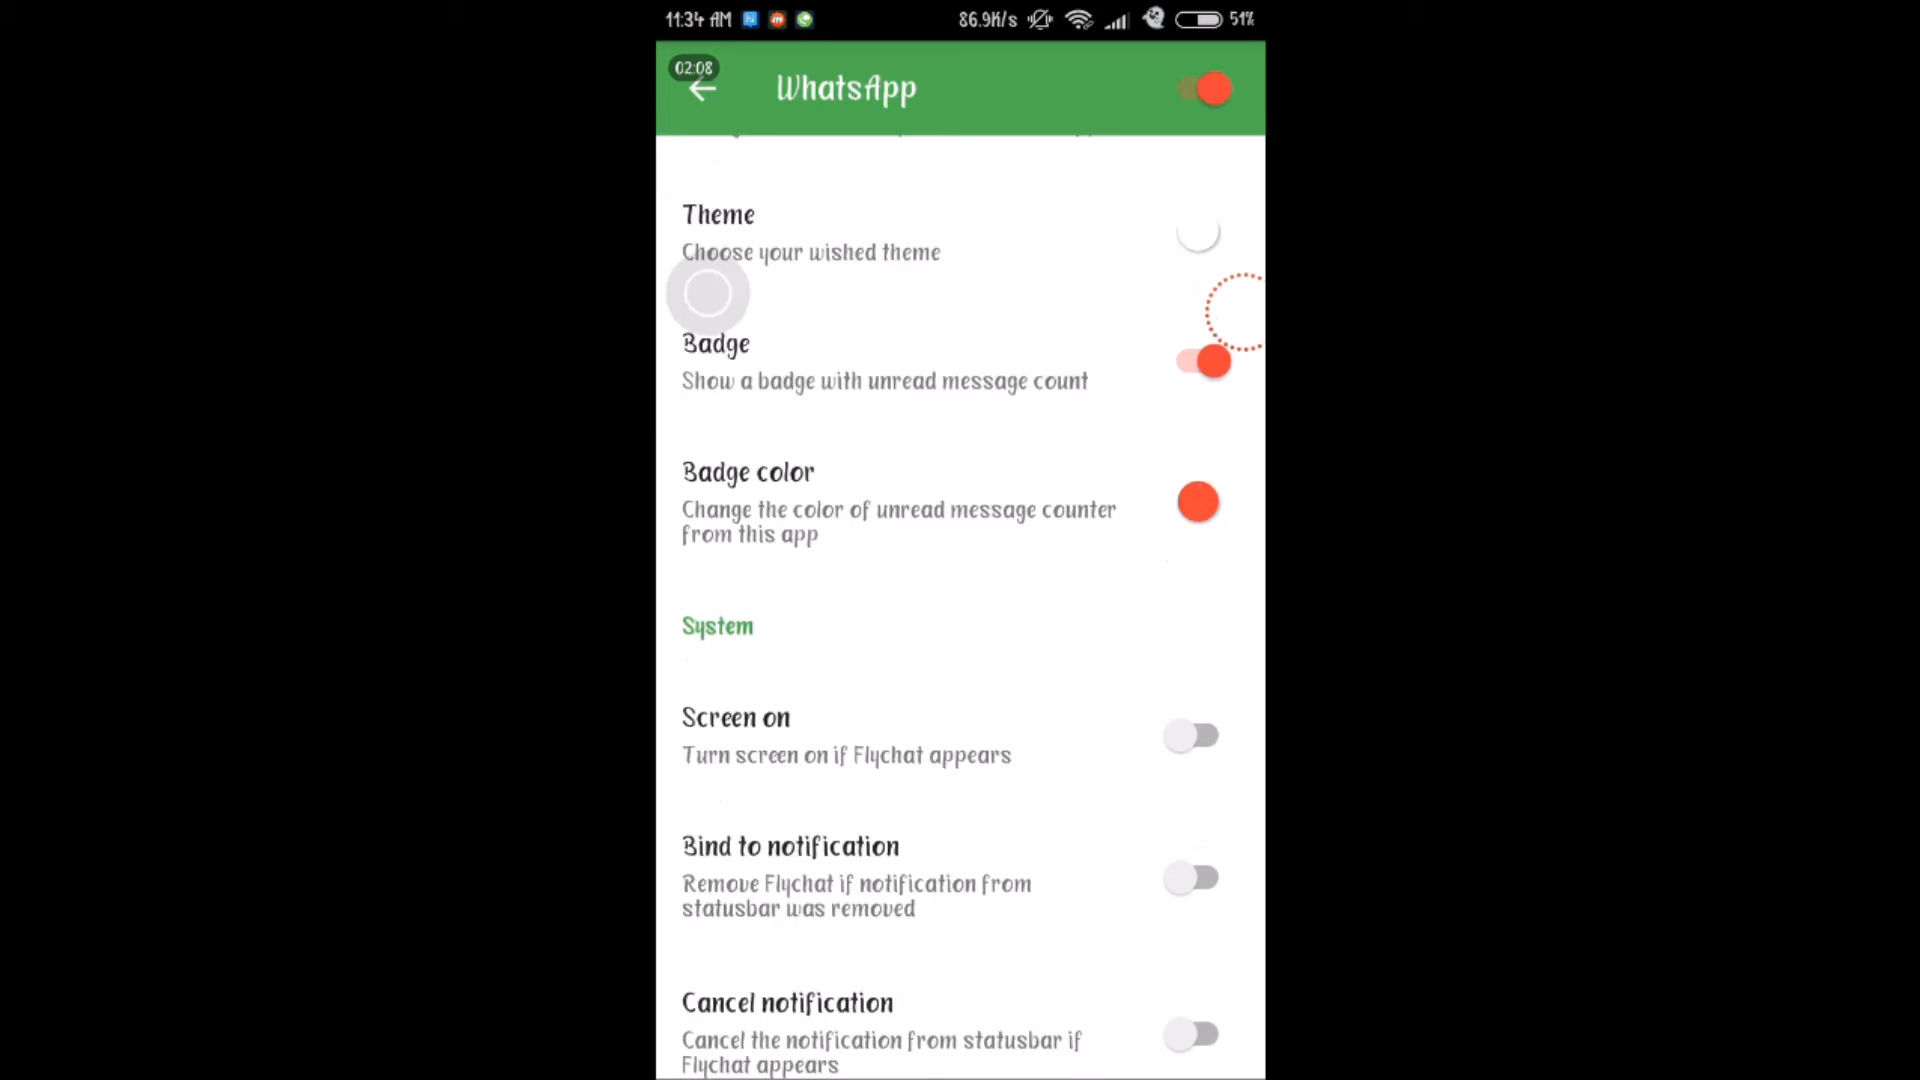 11:34 AM 86.9K/s 51%
02:08
WhatsApp
Theme
Choose your wished theme
Badge
Show a badge with unread message count
Badge color
Change the color of unread message counter
from this app
System
Screen on
Turn screen on if Flychat appears
Bind to notification
Remove Flychat if notification from
statusbar was removed
Cancel notification
Cancel the notification from statusbar if
Flychat appears